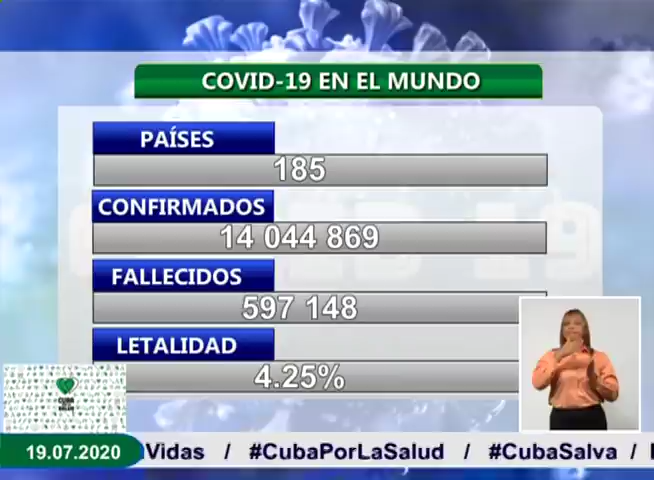 COVID-19 EN EL MUNDO
PAÍSES
185
CONFIRMADOS
14 044 869
FALLECIDOS
597 148
LETALIDAD
4.25%
CUBA
19.07.2020
Vidas / #CubaPorLaSalud / #CubaSalva /